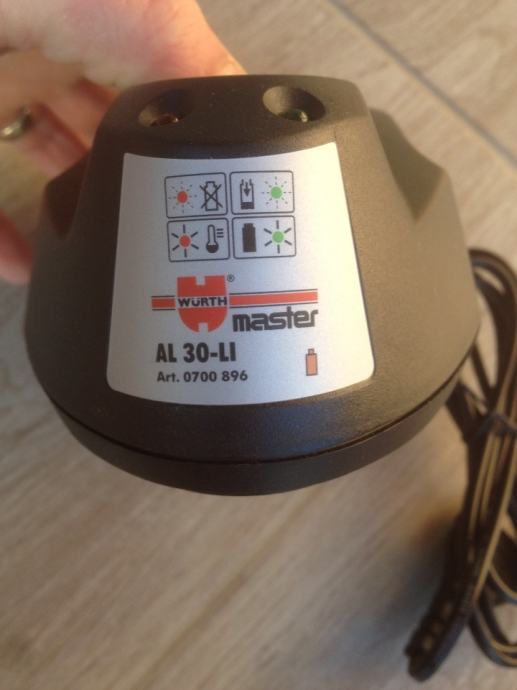 WÜRTH®
master
AL 30-LI
Art. 0700 896